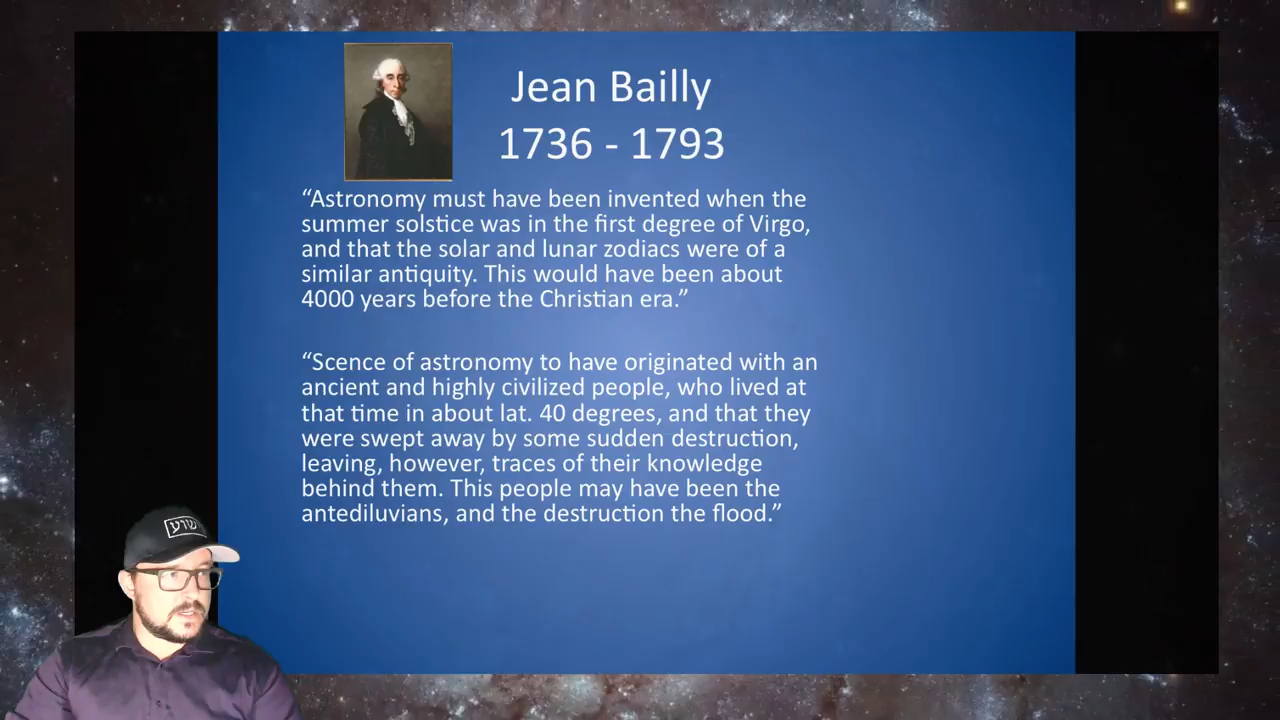 Jean Bailly
1736 - 1793
“Astronomy must have been invented when the
summer solstice was in the first degree of Virgo,
and that the solar and lunar zodiacs were of a
similar antiquity. This would have been about
4000 years before the Christian era.”
“Scence of astronomy to have originated with an
ancient and highly civilized people, who lived at
that time in about lat. 40 degrees, and that they
were swept away by some sudden destruction,
leaving, however, traces of their knowledge
behind them. This people may have been the
antediluvians, and the destruction the flood.”